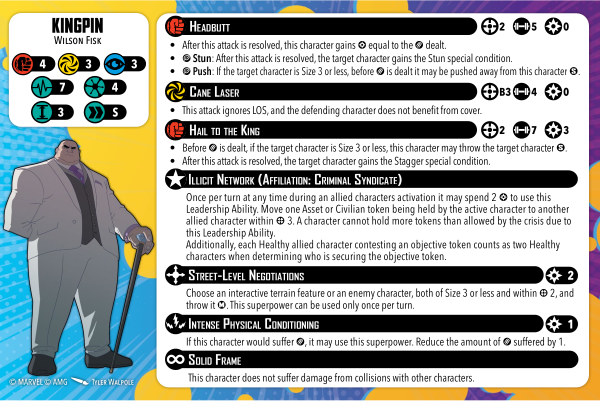 KINGPIN
WILSON FISK
4 3 3
7 4
3 S
HEADBUTT 2 5 0
• After this attack is resolved, this character gains equal to the dealt.
• Stun: After this attack is resolved, the target gains the Stun special condition.
• Push: If the target character is Size 3 or less, before is dealt it may be pushed away from this character S.
CANE LASER B3 4 0
• This attack ignores LOS, and the defending character does not benefit from cover.
HAIL TO THE KING 2 7 3
• Before is dealt, if the target character is Size 3 or less, this character may throw the target character S.
• After this attack is resolved, the target character gains the Stagger special condition.
ILLICIT NETWORK (AFFILIATION: CRIMINAL SYNDICATE)
Once per turn at any time during an allied characters activation it may spend 2 to use this
Leadership Ability. Move one Asset or Civilian token being held by the active character to another
allied character within 3. A character cannot hold more tokens than allowed by the crisis due to
this Leadership Ability.
Additionally, each Healthy allied character contesting an objective token counts as two Healthy
characters when determining who is securing the objective token.
STREET-LEVEL NEGOTIATIONS 2
Choose an interactive terrain feature or an enemy character, both of Size 3 or less and within 2, and
throw it M. This superpower can be used only once per turn.
INTENSE PHYSICAL CONDITIONING 1
If this character would suffer , it may use this superpower. Reduce the amount of suffered by 1.
SOLID FRAME
This character does not suffer damage from collisions with other characters.
© MARVEL © AMG TYLER WALPOLE